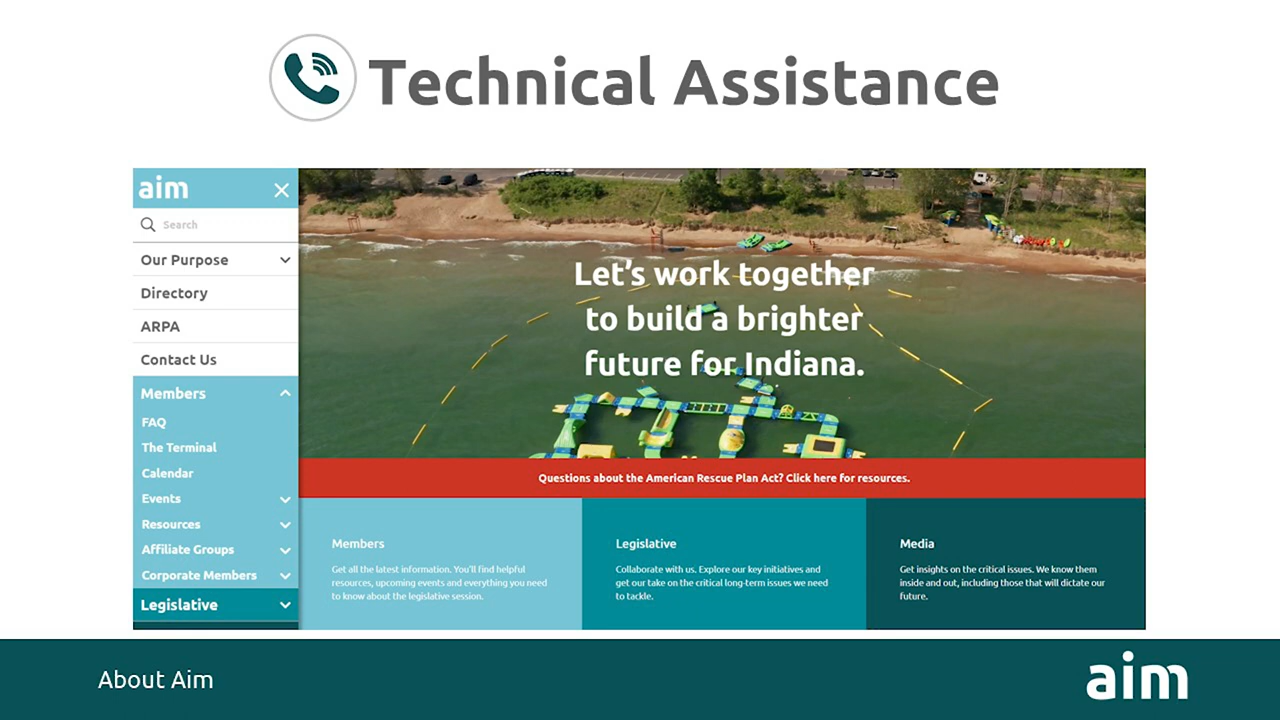 Technical Assistance
aim
Search
Our Purpose
Directory
ARPA
Contact Us
Members
FAQ
The Terminal
Calendar
Events
Resources
Affiliate Groups
Corporate Members
Legislative
Let's work together
to build a brighter
future for Indiana.
Questions about the American Rescue Plan Act? Click here for resources.
Members
Get all the latest information. You'll find helpful
resources, upcoming events and everything you need
to know about the legislative session.
Legislative
Collaborate with us. Explore our key initiatives and
get our take on the critical long-term issues we need
to tackle.
Media
Get insights on the critical issues. We know them
inside and out, including those that will dictate our
future.
About Aim
aim